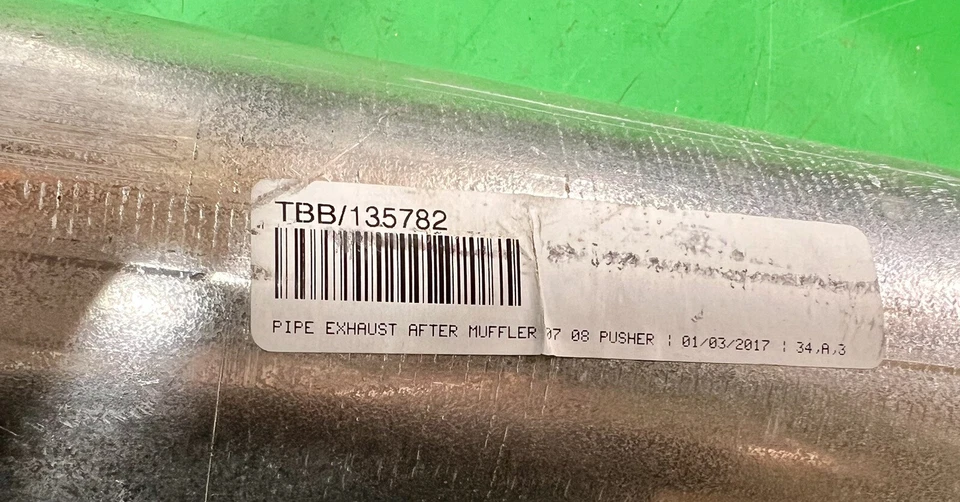 TBB/135782
PIPE EXHAUST AFTER MUFFLER 07 08 PUSHER | 01/03/2017 | 34,A,3